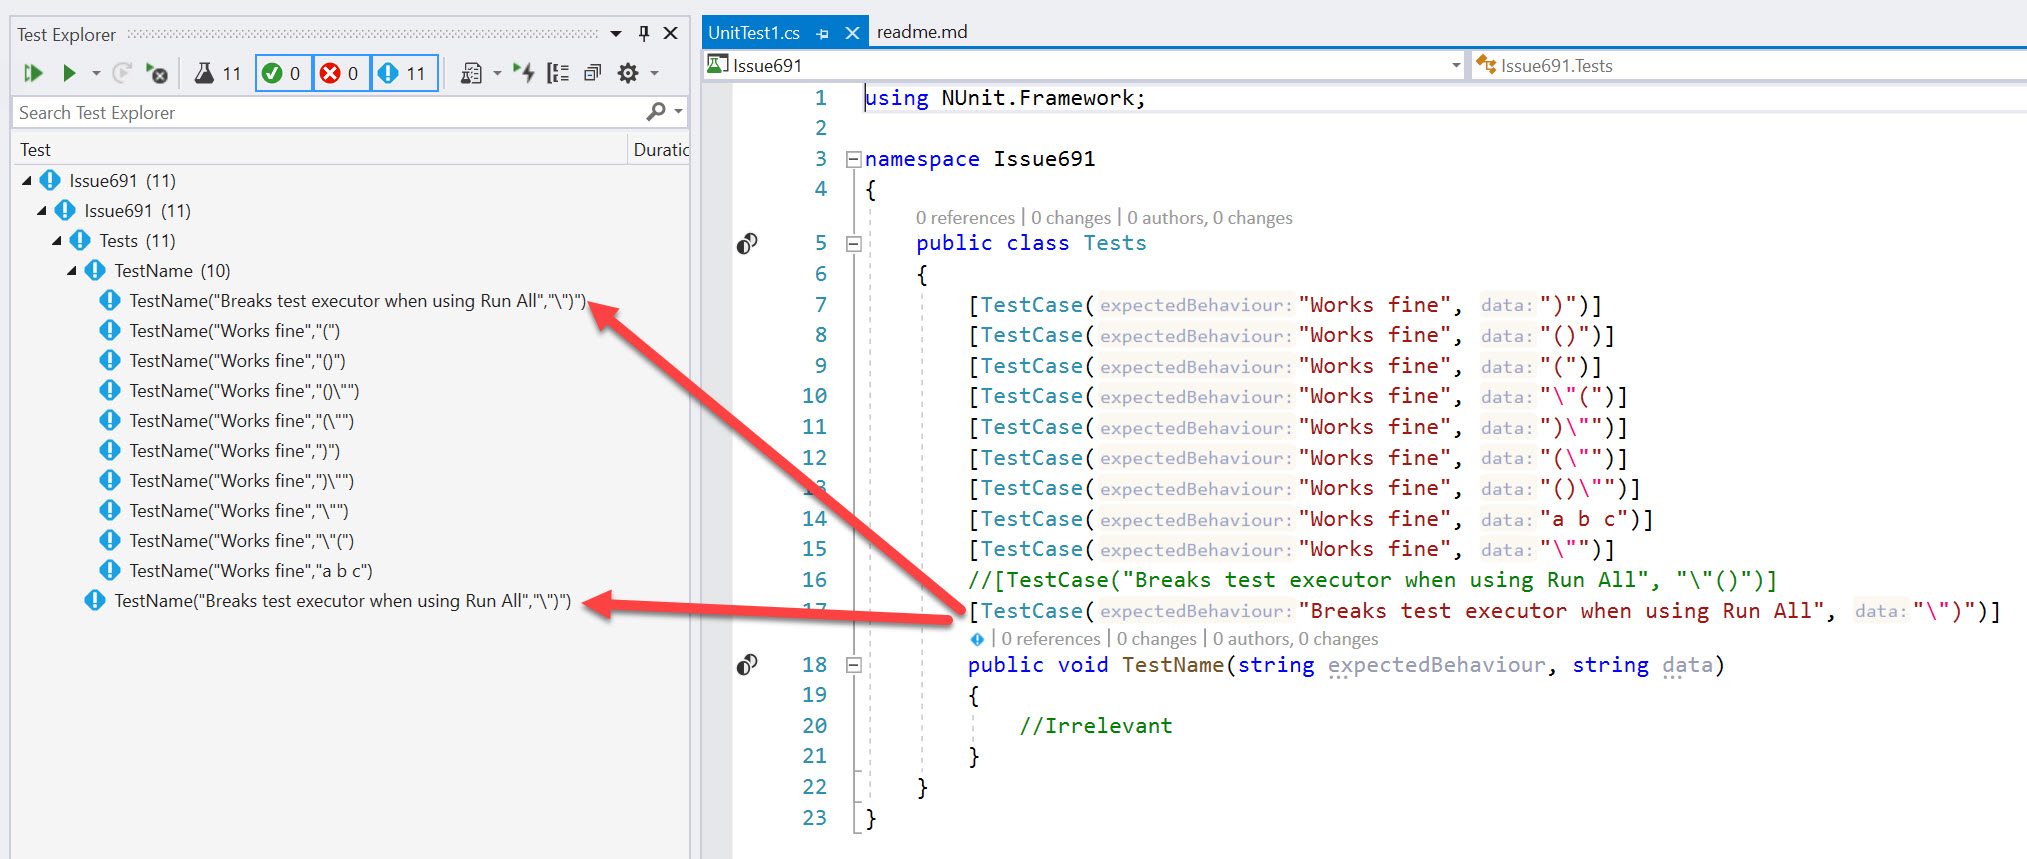 Test Explorer
11 0 0 11
Search Test Explorer
Test Duratic
Issue691 (11)
Issue691 (11)
Tests (11)
TestName (10)
TestName("Breaks test executor when using Run All","\")")
TestName("Works fine","(")
TestName("Works fine","()")
TestName("Works fine","()\"")
TestName("Works fine","(\"")
TestName("Works fine",")")
TestName("Works fine",")\"")
TestName("Works fine","\"")
TestName("Works fine","\"(")
TestName("Works fine","a b c")
TestName("Breaks test executor when using Run All","\")")
UnitTest1.cs readme.md
Issue691 Issue691.Tests
1 using NUnit.Framework;
2
3 namespace Issue691
4 {
0 references | 0 changes | 0 authors, 0 changes
5 public class Tests
6 {
7 [TestCase(expectedBehaviour: "Works fine", data: ")")]
8 [TestCase(expectedBehaviour: "Works fine", data: "()")]
9 [TestCase(expectedBehaviour: "Works fine", data: "(")]
10 [TestCase(expectedBehaviour: "Works fine", data: "\"(")]
11 [TestCase(expectedBehaviour: "Works fine", data: ")\"")]
12 [TestCase(expectedBehaviour: "Works fine", data: "(\"")]
13 [TestCase(expectedBehaviour: "Works fine", data: "()\"")]
14 [TestCase(expectedBehaviour: "Works fine", data: "a b c")]
15 [TestCase(expectedBehaviour: "Works fine", data: "\"")]
16 //[TestCase("Breaks test executor when using Run All", "\"()")]
17 [TestCase(expectedBehaviour: "Breaks test executor when using Run All", data: "\")")]
| 0 references | 0 changes | 0 authors, 0 changes
18 public void TestName(string expectedBehaviour, string data)
19 {
20 //Irrelevant
21 }
22 }
23 }